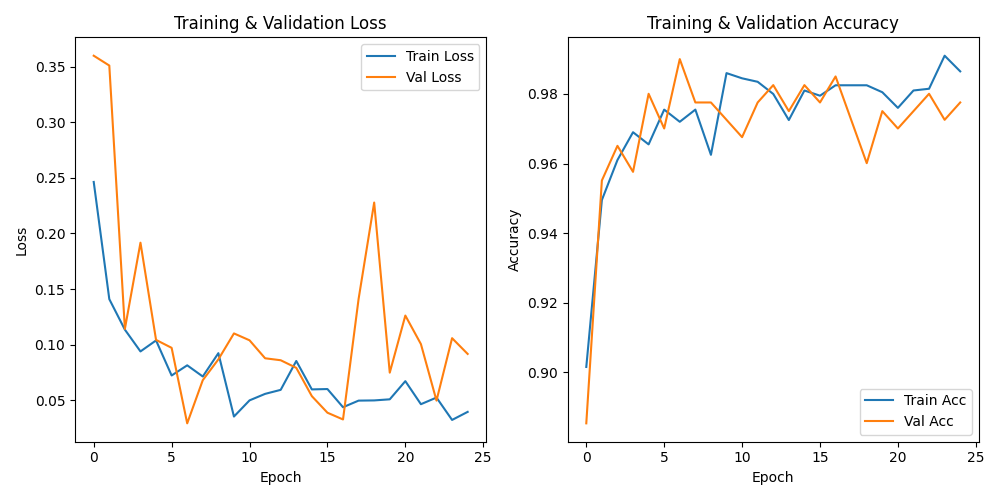 Training & Validation Loss
Train Loss
Val Loss
0.35
0.30
0.25
0.20
0.15
0.10
0.05
Loss
0 5 10 15 20 25
Epoch
Training & Validation Accuracy
0.98
0.96
0.94
0.92
0.90
Accuracy
Train Acc
Val Acc
0 5 10 15 20 25
Epoch